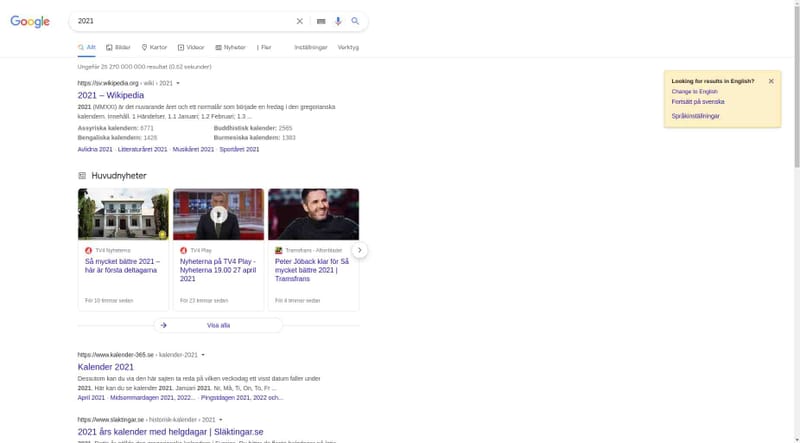 Google
2021
Allt Bilder Kartor Videor Nyheter Fler Inställningar Verktyg
Ungefär 25 270 000 000 resultat (0,62 sekunder)
https://sv.wikipedia.org › wiki › 2021
2021 – Wikipedia
2021 (MMXXI) är det nuvarande året och ett normalår som började en fredag i den gregorianska
kalendern. Innehåll. 1 Händelser. 1.1 Januari; 1.2 Februari; 1.3 ...
Assyriska kalendern: 6771 Buddhistisk kalender: 2565
Bengaliska kalendern: 1428 Burmesiska kalendern: 1383
Avlidna 2021 · Litteraturåret 2021 · Musikåret 2021 · Sportåret 2021
Huvudnyheter
TV4 Nyheterna
Så mycket bättre 2021 –
här är första deltagarna
För 10 timmar sedan
TV4 Play
Nyheterna på TV4 Play -
Nyheterna 19.00 27 april
2021
För 23 timmar sedan
Tramsfrans - Aftonbladet
Peter Jöback klar för Så
mycket bättre 2021 |
Tramsfrans
För 4 timmar sedan
Visa alla
https://www.kalender-365.se › kalender-2021
Kalender 2021
Dessutom kan du via den här sajten ta reda på vilken veckodag ett visst datum faller under
2021. Här kan du se kalender 2021. Januari 2021. Nr, Må, Ti, On, To, Fr ...
April 2021 · Midsommardagen 2021, 2022... · Pingstdagen 2021, 2022 och...
https://www.slaktingar.se › historisk-kalender › 2021
2021 års kalender med helgdagar | Släktingar.se
Looking for results in English?
Change to English
Fortsätt på svenska
Språkinställningar